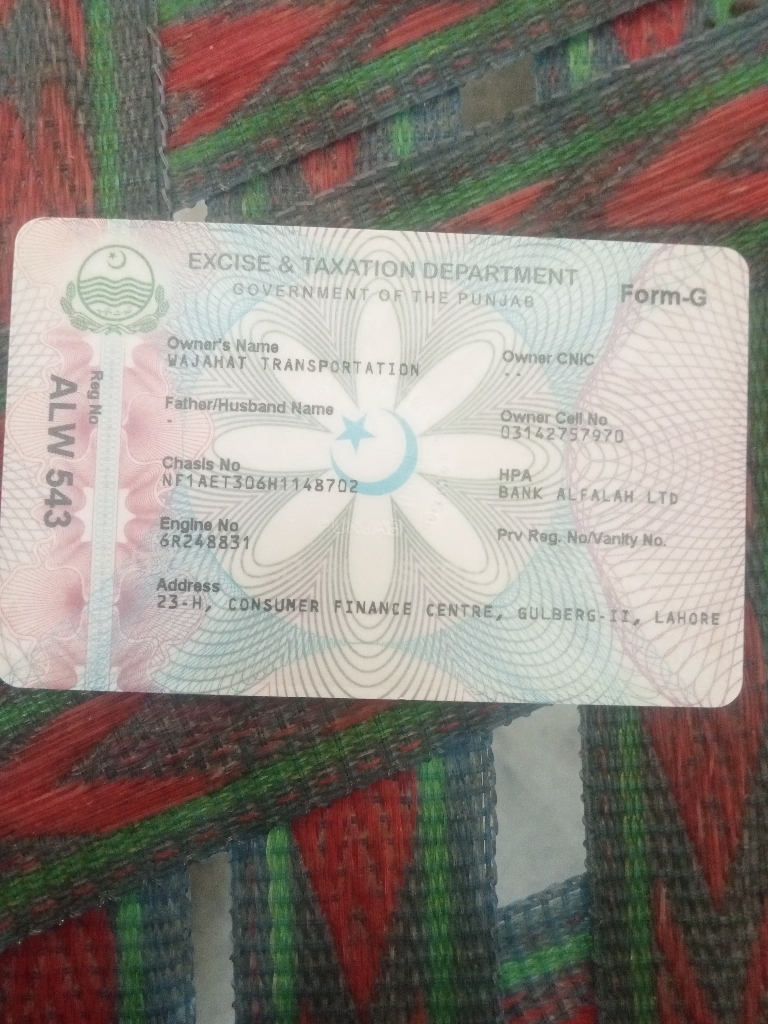 EXCISE & TAXATION DEPARTMENT
GOVERNMENT OF THE PUNJAB
Form-G
Reg No
ALW 543
Owner's Name
WAJAHAT TRANSPORTATION
Owner CNIC
--
Father/Husband Name
-
Owner Cell No
03142757970
Chasis No
NF1AET306H1148702
HPA
BANK ALFALAH LTD
Engine No
6R248831
Prv Reg. No/Vanity No.
Address
23-H, CONSUMER FINANCE CENTRE, GULBERG-II, LAHORE